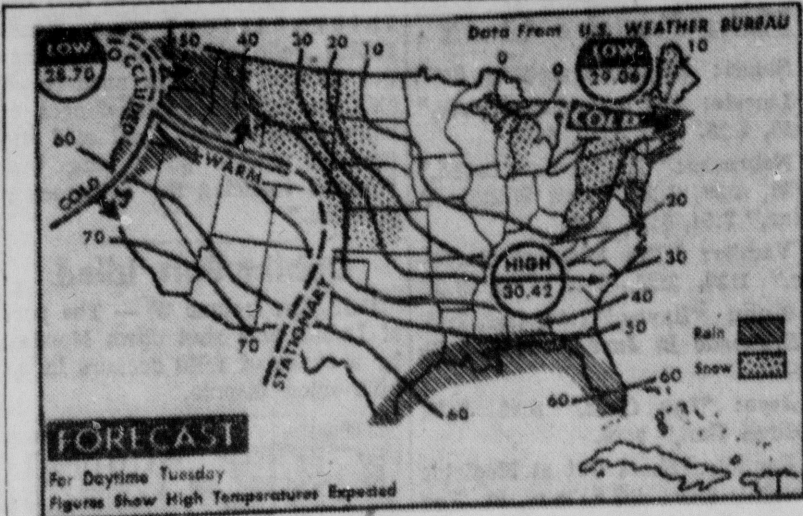 Data From U.S. WEATHER BUREAU
LOW
28.70
OCCLUDED
50
40
30
20
10
0
0
LOW
29.06
10
COLD
60
WARM
COLD
70
70
20
HIGH
30.42
30
40
50
STATIONARY
60
60
60
Rain
Snow
FORECAST
For Daytime Tuesday
Figures Show High Temperatures Expected